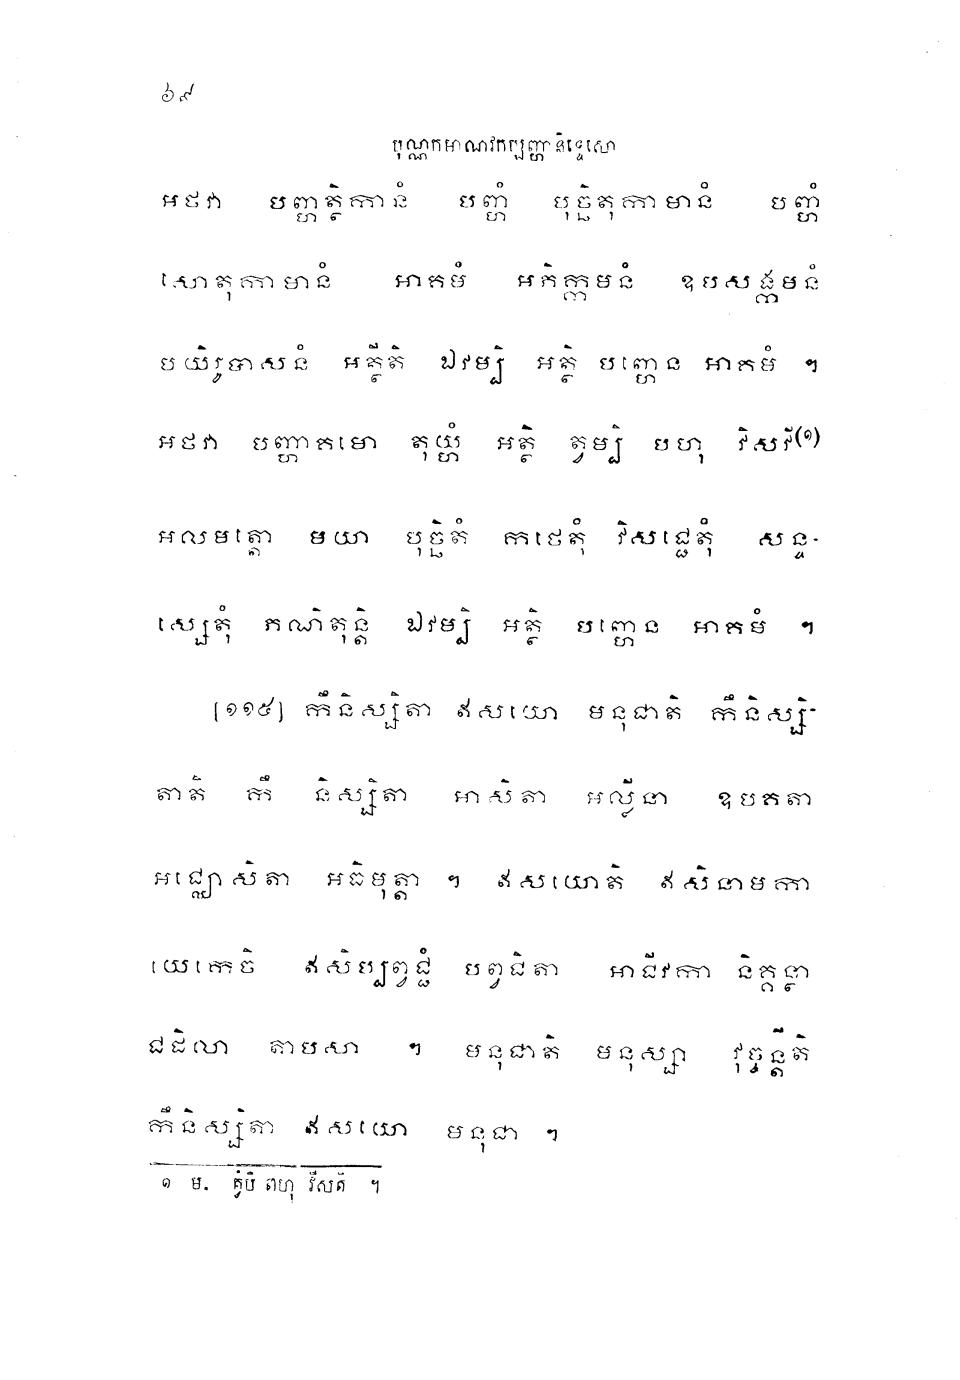 ៦៩
បុណ្ណកមាណវកប្បញ្ហានិទ្ទេសោ
អថវា បញ្ហត្ថិកានំ បញ្ហំ បុច្ឆិតុកាមានំ បញ្ហំ
សោតុកាមានំ អាគមំ អភិក្កមនំ ឧបសង្កមនំ
បយិរូបាសនំ អត្ថីតិ ឯវម្បិ អត្ថិ បញ្ហេន អាគមំ ។
អថវា បញ្ហាគមោ តុយ្ហំ អត្ថិ ត្វម្បិ បហុ វិសវី(១)
អលមត្តោ មយា បុច្ឆិតំ កថេតុំ វិសជ្ជេតុំ សន្ទ-
ស្សេតុំ ភណិតុន្តិ ឯវម្បិ អត្ថិ បញ្ហេន អាគមំ ។
[១១៥] កឹនិស្សិតា ឥសយោ មនុជាតិ កឹនិស្សិ-
តាតិ កឹ និស្សិតា អាសិតា អល្លីនា ឧបគតា
អជ្ឈោសិតា អធិមុត្តា ។ ឥសយោតិ ឥសិនាមកា
យេកេចិ ឥសិប្បព្វជ្ជំ បព្វជិតា អាជីវកា និគ្គន្ថា
ជដិលា តាបសា ។ មនុជាតិ មនុស្សា វុច្ចន្តីតិ
កឹនិស្សិតា ឥសយោ មនុជា ។
១ ម. ត្វំបិ ពហុ វីសតិ ។